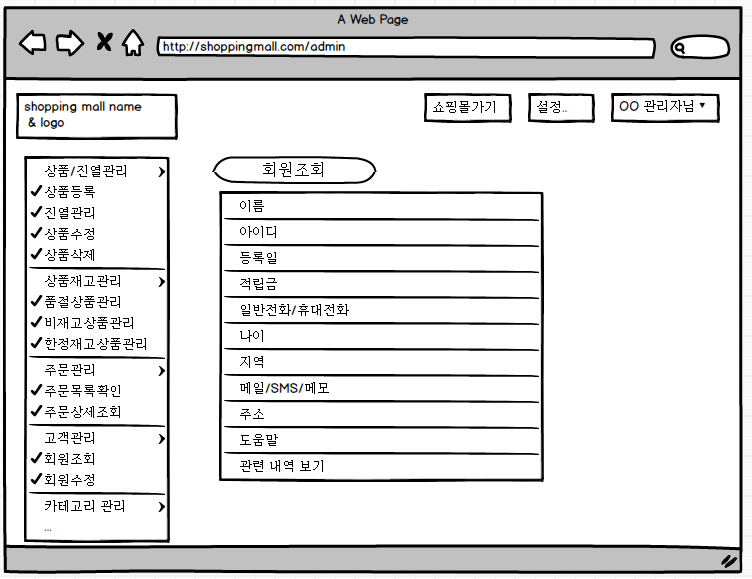 A Web Page
http://shoppingmall.com/admin
shopping mall name
& logo
쇼핑몰가기
설정..
OO 관리자님
상품/진열관리
상품등록
진열관리
상품수정
상품삭제
상품재고관리
품절상품관리
비재고상품관리
한정재고상품관리
주문관리
주문목록확인
주문상세조회
고객관리
회원조회
회원수정
카테고리 관리
...
회원조회
이름
아이디
등록일
적립금
일반전화/휴대전화
나이
지역
메일/SMS/메모
주소
도움말
관련 내역 보기